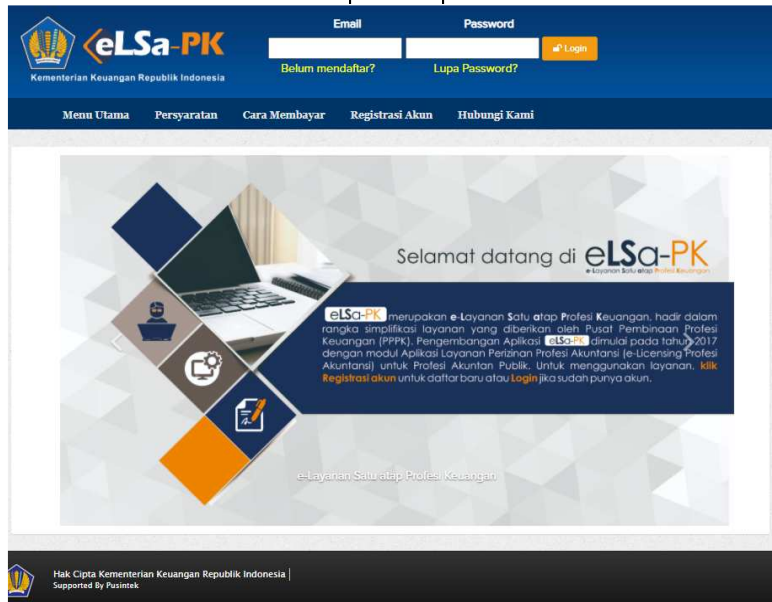 Email Password
eLSa-PK
Login
Kementerian Keuangan Republik Indonesia
Belum mendaftar? Lupa Password?
Menu Utama Persyaratan Cara Membayar Registrasi Akun Hubungi Kami
Selamat datang di eLSa-PK
e-Layanan Satu atap Profesi Keuangan
eLSa-PK merupakan e-Layanan Satu atap Profesi Keuangan, hadir dalam
rangka simplifikasi layanan yang diberikan oleh Pusat Pembinaan Profesi
Keuangan (PPPK). Pengembangan Aplikasi eLSa-PK dimulai pada tahun 2017
dengan modul Aplikasi Layanan Perizinan Profesi Akuntansi (e-Licensing Profesi
Akuntansi) untuk Profesi Akuntan Publik. Untuk menggunakan layanan. klik
Registrasi akun untuk daftar baru atau Login jika sudah punya akun.
e-Layanan Satu atap Profesi Keuangan
Hak Cipta Kementerian Keuangan Republik Indonesia |
Supported By Pusintek